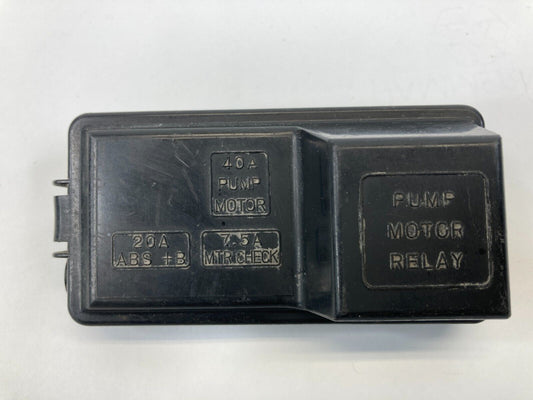 40A
PUMP
MOTOR
20A
ABS +B
7.5A
MTR CHECK
PUMP
MOTOR
RELAY